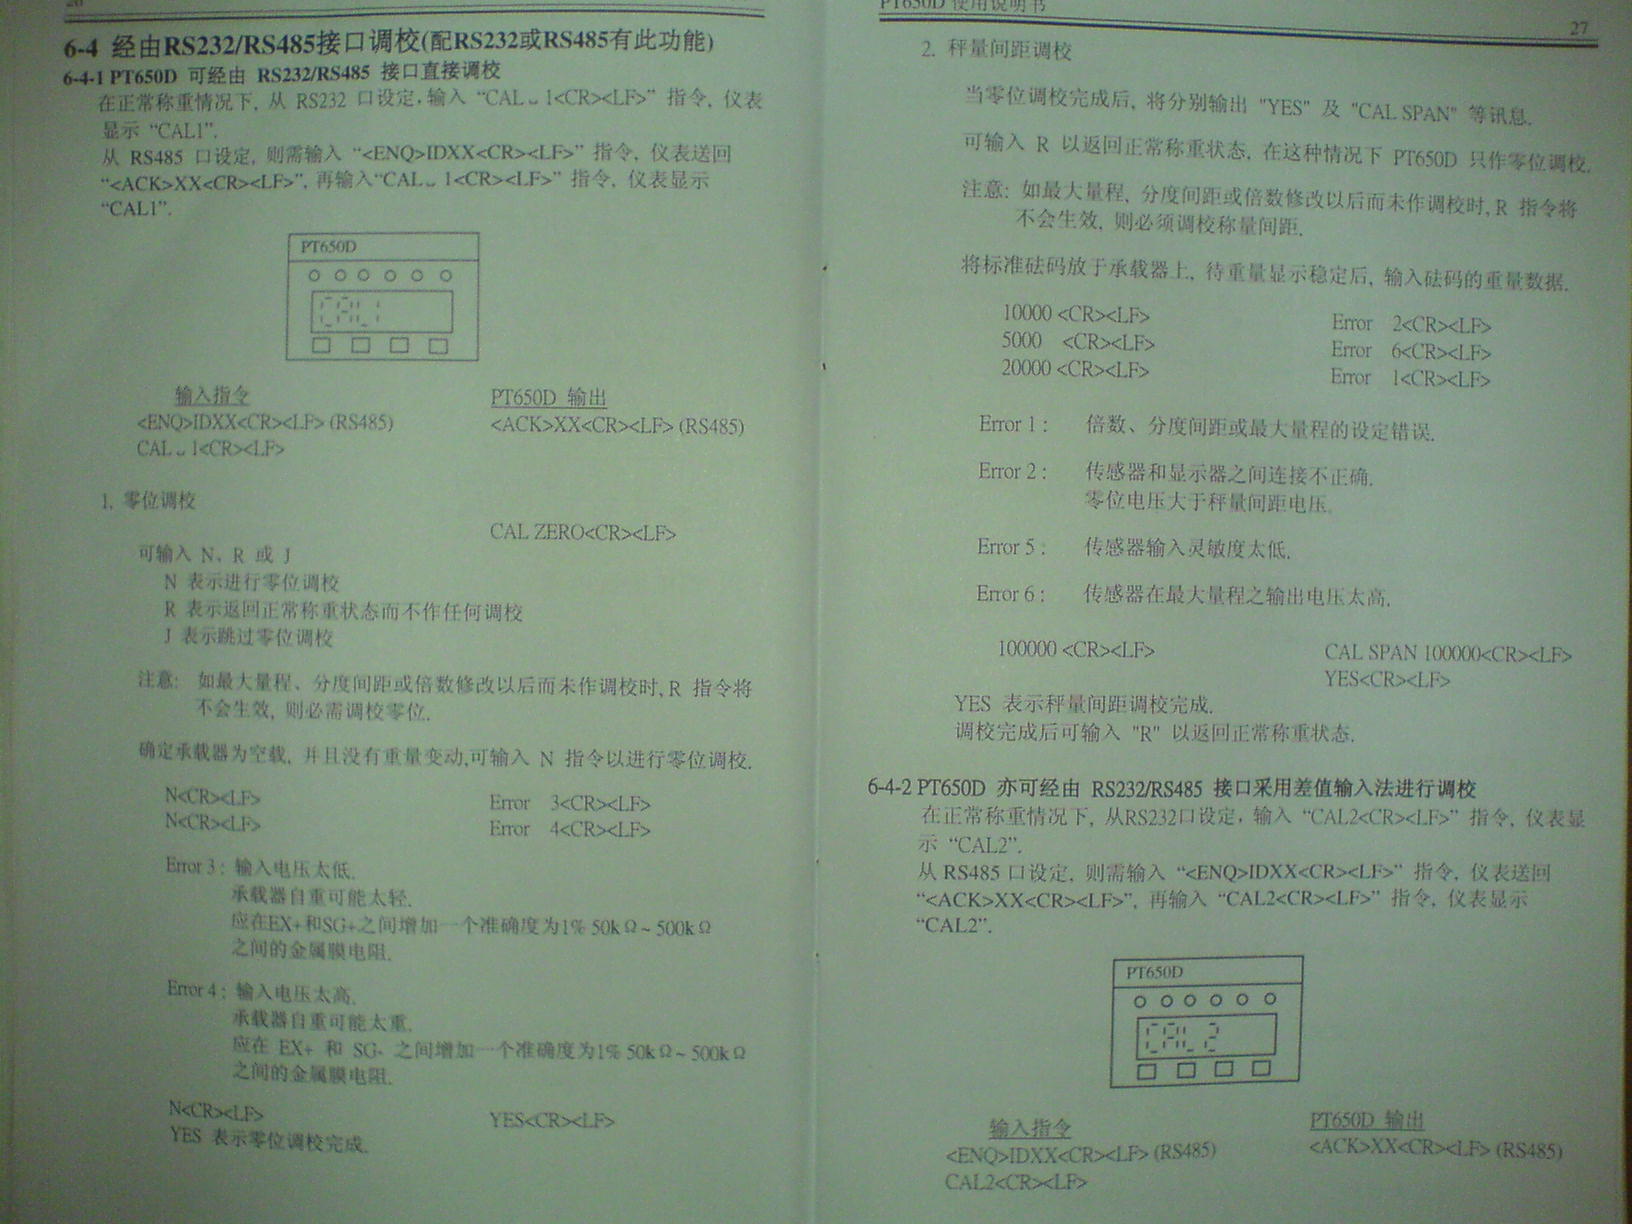 26
6-4 经由RS232/RS485接口调校(配RS232或RS485有此功能)
6-4-1 PT650D 可经由 RS232/RS485 接口直接调校
在正常称重情况下, 从 RS232 口设定, 输入 “CAL␣1<CR><LF>” 指令, 仪表
显示 “CAL1”.
从 RS485 口设定, 则需输入 “<ENQ>IDXX<CR><LF>” 指令, 仪表送回
“<ACK>XX<CR><LF>”, 再输入“CAL␣1<CR><LF>” 指令, 仪表显示
“CAL1”.
PT650D
CAL1
输入指令
PT650D 输出
<ENQ>IDXX<CR><LF> (RS485)
<ACK>XX<CR><LF> (RS485)
CAL␣1<CR><LF>
1. 零位调校
CAL ZERO<CR><LF>
可输入 N、R 或 J
N 表示进行零位调校
R 表示返回正常称重状态而不作任何调校
J 表示跳过零位调校
注意: 如最大量程、分度间距或倍数修改以后而未作调校时, R 指令将
不会生效, 则必需调校零位.
确定承载器为空载, 并且没有重量变动,可输入 N 指令以进行零位调校.
N<CR><LF>
Error 3<CR><LF>
N<CR><LF>
Error 4<CR><LF>
Error 3 : 输入电压太低.
承载器自重可能太轻.
应在EX+和SG+之间增加一个准确度为1% 50kΩ~500kΩ
之间的金属膜电阻.
Error 4 : 输入电压太高.
承载器自重可能太重.
应在 EX+ 和 SG- 之间增加一个准确度为1% 50kΩ~500kΩ
之间的金属膜电阻.
N<CR><LF>
YES<CR><LF>
YES 表示零位调校完成.
PT650D 使用说明书
27
2. 秤量间距调校
当零位调校完成后, 将分别输出 "YES" 及 "CAL SPAN" 等讯息.
可输入 R 以返回正常称重状态, 在这种情况下 PT650D 只作零位调校.
注意: 如最大量程, 分度间距或倍数修改以后而未作调校时, R 指令将
不会生效, 则必须调校称量间距.
将标准砝码放于承载器上, 待重量显示稳定后, 输入砝码的重量数据.
10000 <CR><LF>
Error 2<CR><LF>
5000 <CR><LF>
Error 6<CR><LF>
20000 <CR><LF>
Error 1<CR><LF>
Error 1 : 倍数、分度间距或最大量程的设定错误.
Error 2 : 传感器和显示器之间连接不正确.
零位电压大于秤量间距电压.
Error 5 : 传感器输入灵敏度太低.
Error 6 : 传感器在最大量程之输出电压太高.
100000 <CR><LF>
CAL SPAN 100000<CR><LF>
YES<CR><LF>
YES 表示秤量间距调校完成.
调校完成后可输入 "R" 以返回正常称重状态.
6-4-2 PT650D 亦可经由 RS232/RS485 接口采用差值输入法进行调校
在正常称重情况下, 从RS232口设定, 输入 “CAL2<CR><LF>” 指令, 仪表显
示 “CAL2”.
从 RS485 口设定, 则需输入 “<ENQ>IDXX<CR><LF>” 指令, 仪表送回
“<ACK>XX<CR><LF>”, 再输入 “CAL2<CR><LF>” 指令, 仪表显示
“CAL2”.
PT650D
CAL2
输入指令
PT650D 输出
<ENQ>IDXX<CR><LF> (RS485)
<ACK>XX<CR><LF> (RS485)
CAL2<CR><LF>